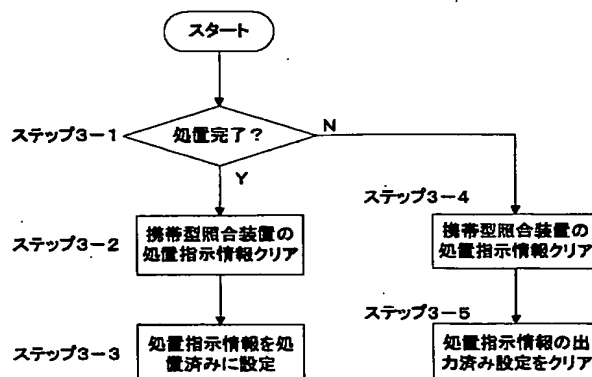 スタート
ステップ3-1
処置完了？
N
Y
ステップ3-2
携帯型照合装置の
処置指示情報クリア
ステップ3-3
処置指示情報を処
置済みに設定
ステップ3-4
携帯型照合装置の
処置指示情報クリア
ステップ3-5
処置指示情報の出
力済み設定をクリア